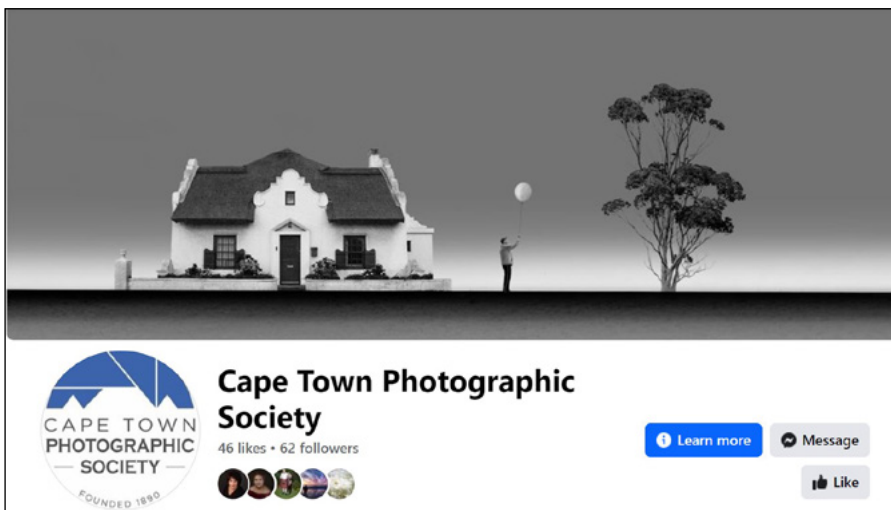 CAPE TOWN
PHOTOGRAPHIC
— SOCIETY —
FOUNDED 1890
Cape Town Photographic
Society
46 likes • 62 followers
Learn more
Message
Like